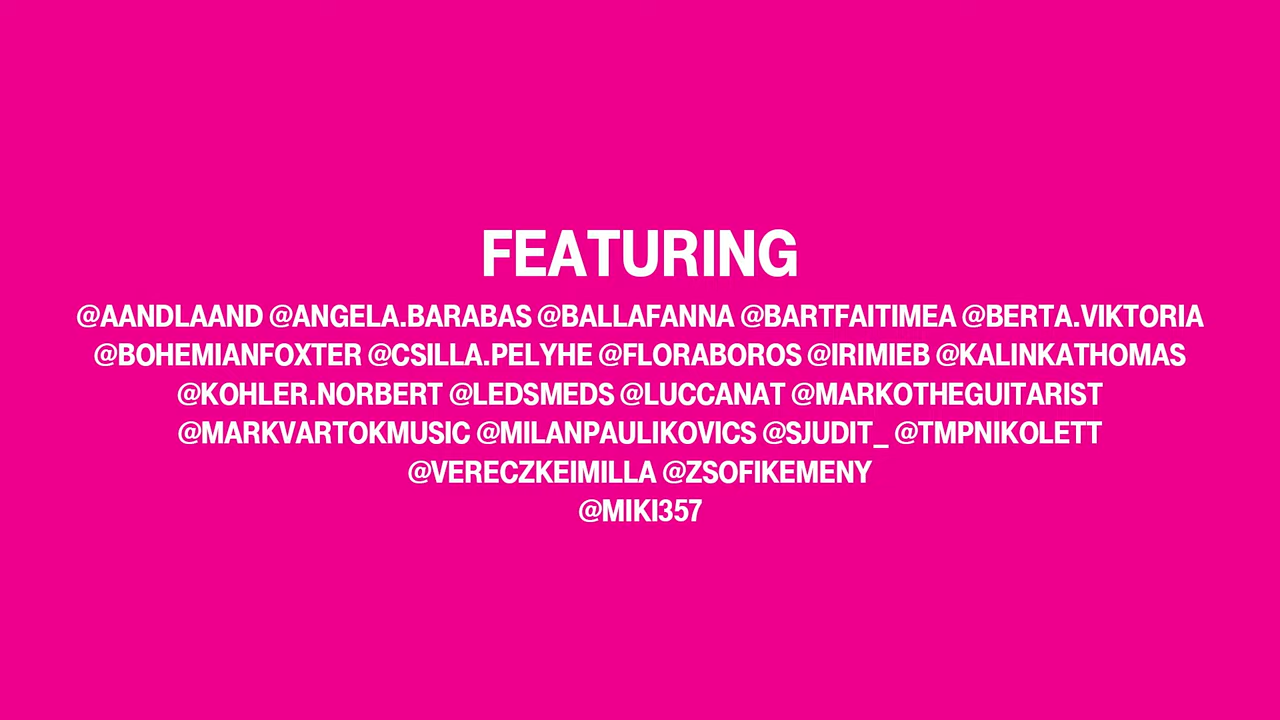 FEATURING
@AANDLAAND @ANGELA.BARABAS @BALLAFANNA @BARTFAITIMEA @BERTA.VIKTORIA
@BOHEMIANFOXTER @CSILLA.PELYHE @FLORABOROS @IRIMIEB @KALINKATHOMAS
@KOHLER.NORBERT @LEDSMEDS @LUCCANAT @MARKOTHEGUITARIST
@MARKVARTOKMUSIC @MILANPAULIKOVICS @SJUDIT_ @TMPNIKOLETT
@VERECZKEIMILLA @ZSOFIKEMENY
@MIKI357